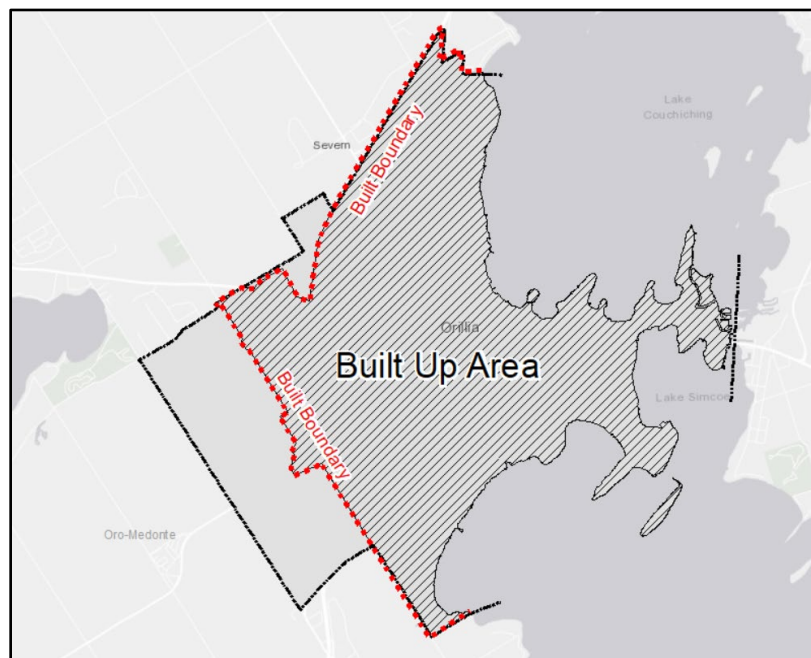 Lake
Couchiching
Severn
Built Boundary
Orillia
Built Up Area
Built Boundary
Lake Simcoe
Oro-Medonte